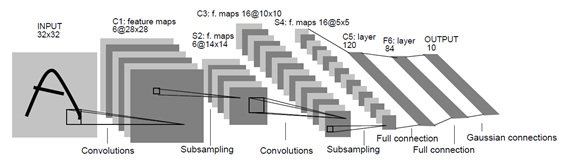 INPUT
32x32
C1: feature maps
6@28x28
S2: f. maps
6@14x14
C3: f. maps 16@10x10
S4: f. maps 16@5x5
C5: layer
120
F6: layer
84
OUTPUT
10
Convolutions
Subsampling
Convolutions
Subsampling
Full connection
Full connection
Gaussian connections